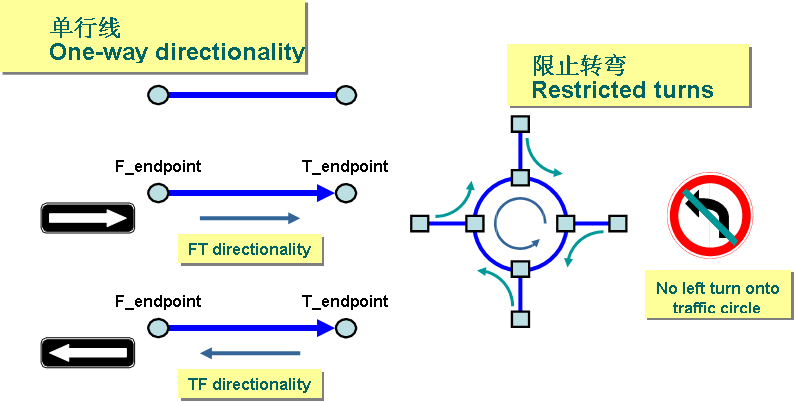 单行线
One-way directionality
限止转弯
Restricted turns
F_endpoint
T_endpoint
FT directionality
No left turn onto
traffic circle
F_endpoint
T_endpoint
TF directionality